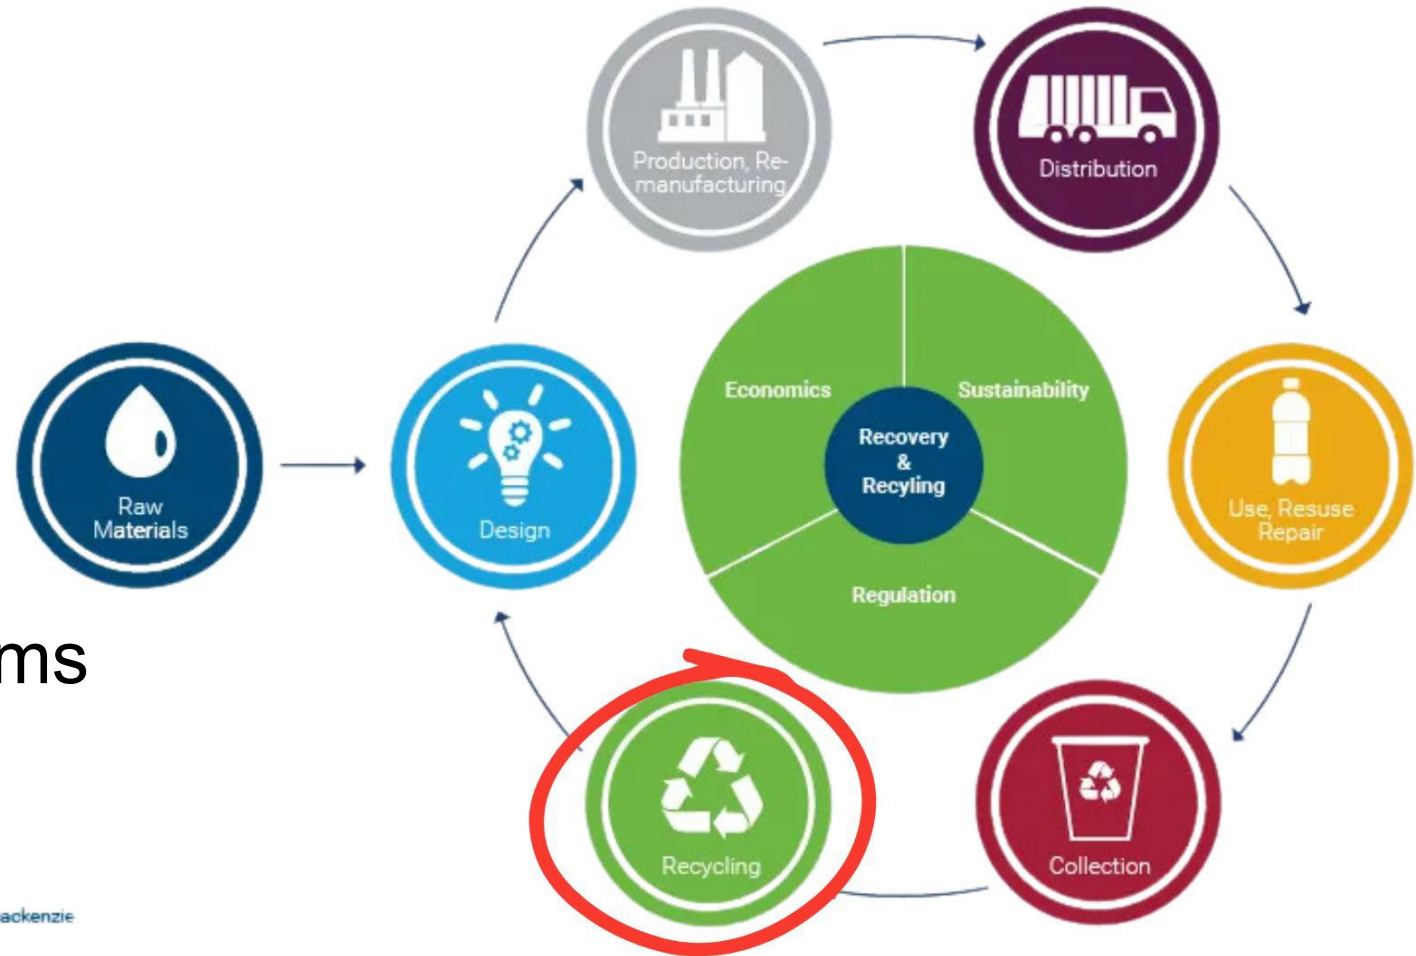 Production, Re-
manufacturing
Distribution
Economics
Sustainability
Recovery
&
Recyling
Raw
Materials
Design
Use, Resuse
Repair
Regulation
ms
Recycling
Collection
ackenzie